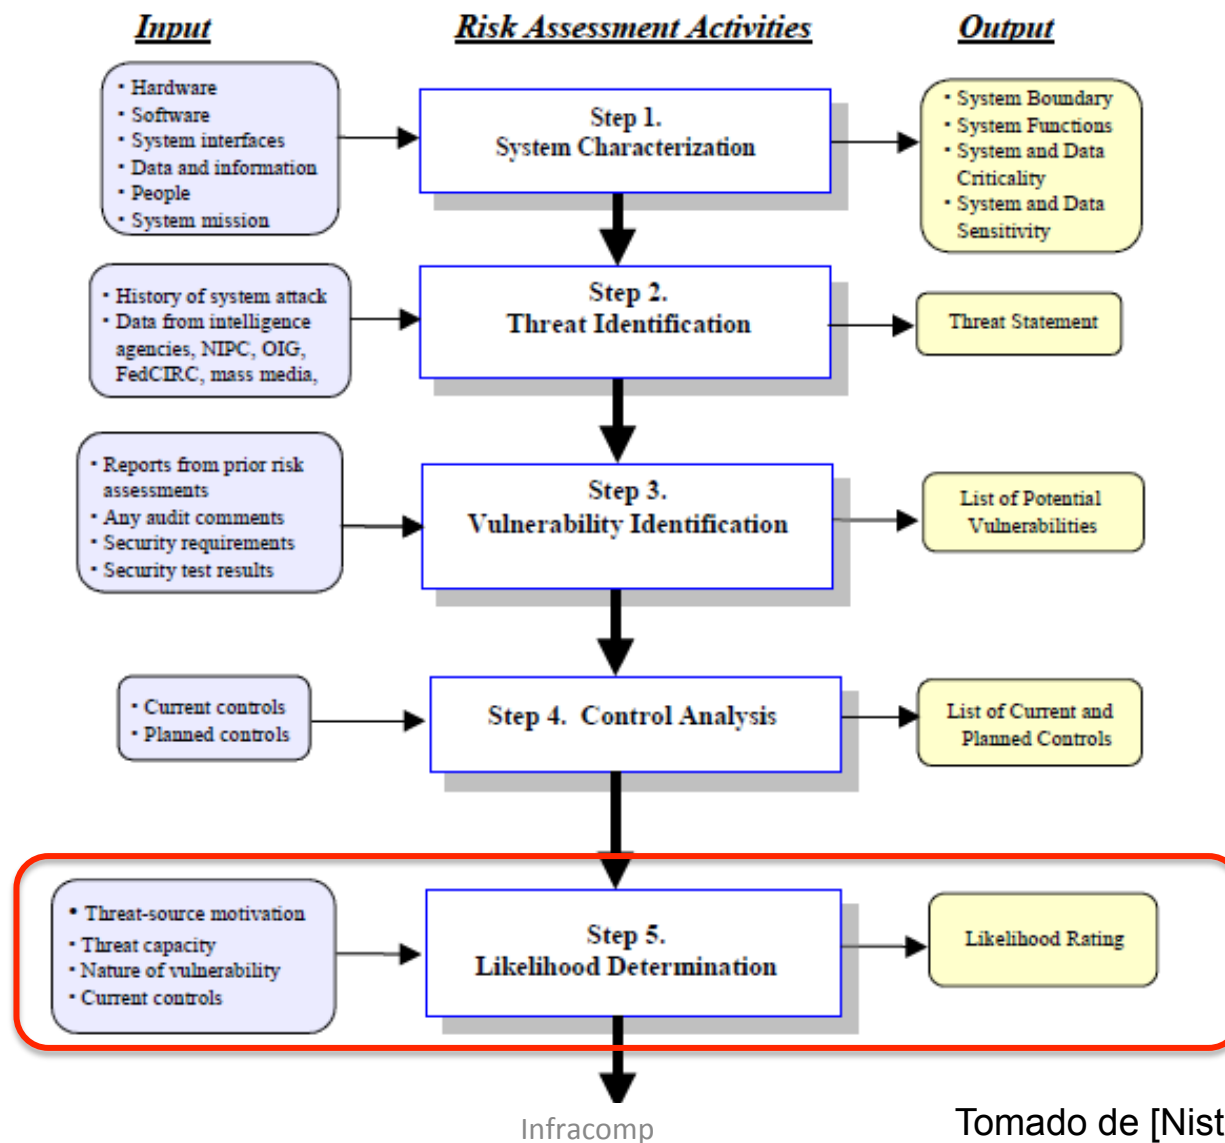 Input
Risk Assessment Activities
Output
• Hardware
• Software
• System interfaces
• Data and information
• People
• System mission
Step 1.
System Characterization
• System Boundary
• System Functions
• System and Data
Criticality
• System and Data
Sensitivity
• History of system attack
• Data from intelligence
agencies, NIPC, OIG,
FedCIRC, mass media,
Step 2.
Threat Identification
Threat Statement
• Reports from prior risk
assessments
• Any audit comments
• Security requirements
• Security test results
Step 3.
Vulnerability Identification
List of Potential
Vulnerabilities
• Current controls
• Planned controls
Step 4. Control Analysis
List of Current and
Planned Controls
• Threat-source motivation
• Threat capacity
• Nature of vulnerability
• Current controls
Step 5.
Likelihood Determination
Likelihood Rating
Infracomp
Tomado de [Nist